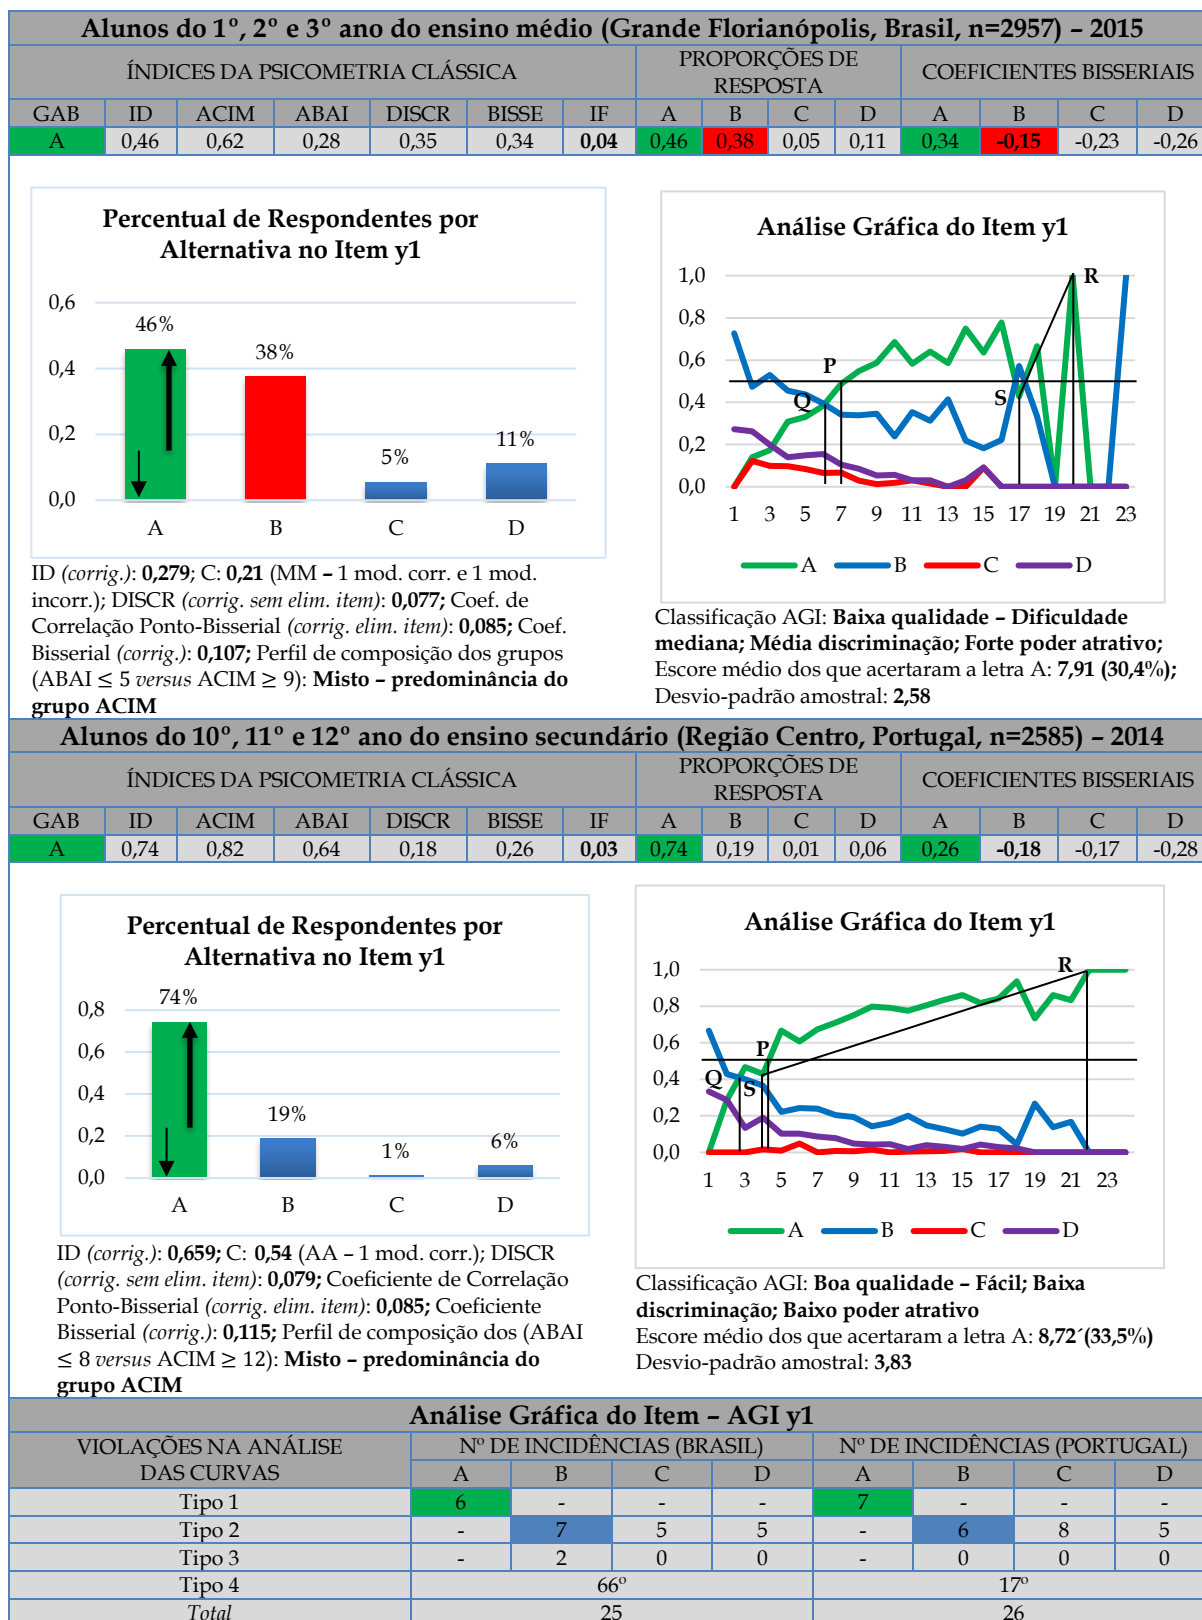 Alunos do 1º, 2º e 3º ano do ensino médio (Grande Florianópolis, Brasil, n=2957) – 2015
ÍNDICES DA PSICOMETRIA CLÁSSICA PROPORÇÕES DE RESPOSTA COEFICIENTES BISSERIAIS
GAB ID ACIM ABAI DISCR BISSE IF A B C D A B C D
A 0,46 0,62 0,28 0,35 0,34 0,04 0,46 0,38 0,05 0,11 0,34 -0,15 -0,23 -0,26
Percentual de Respondentes por
Alternativa no Item y1
0,6
0,4
0,2
0,0
46%
38%
5%
11%
A B C D
ID (corrig.): 0,279; C: 0,21 (MM – 1 mod. corr. e 1 mod.
incorr.); DISCR (corrig. sem elim. item): 0,077; Coef. de
Correlação Ponto-Bisserial (corrig. elim. item): 0,085; Coef.
Bisserial (corrig.): 0,107; Perfil de composição dos grupos
(ABAI ≤ 5 versus ACIM ≥ 9): Misto – predominância do
grupo ACIM
Análise Gráfica do Item y1
1,0
0,8
0,6
0,4
0,2
0,0
R
P
Q
S
1 3 5 7 9 11 13 15 17 19 21 23
A B C D
Classificação AGI: Baixa qualidade – Dificuldade
mediana; Média discriminação; Forte poder atrativo;
Escore médio dos que acertaram a letra A: 7,91 (30,4%);
Desvio-padrão amostral: 2,58
Alunos do 10º, 11º e 12º ano do ensino secundário (Região Centro, Portugal, n=2585) – 2014
ÍNDICES DA PSICOMETRIA CLÁSSICA PROPORÇÕES DE RESPOSTA COEFICIENTES BISSERIAIS
GAB ID ACIM ABAI DISCR BISSE IF A B C D A B C D
A 0,74 0,82 0,64 0,18 0,26 0,03 0,74 0,19 0,01 0,06 0,26 -0,18 -0,17 -0,28
Percentual de Respondentes por
Alternativa no Item y1
0,8
0,6
0,4
0,2
0,0
74%
19%
1%
6%
A B C D
ID (corrig.): 0,659; C: 0,54 (AA – 1 mod. corr.); DISCR
(corrig. sem elim. item): 0,079; Coeficiente de Correlação
Ponto-Bisserial (corrig. elim. item): 0,085; Coeficiente
Bisserial (corrig.): 0,115; Perfil de composição dos (ABAI
≤ 8 versus ACIM ≥ 12): Misto – predominância do
grupo ACIM
Análise Gráfica do Item y1
1,0
0,8
0,6
0,4
0,2
0,0
R
P
Q
S
1 3 5 7 9 11 13 15 17 19 21 23
A B C D
Classificação AGI: Boa qualidade – Fácil; Baixa
discriminação; Baixo poder atrativo
Escore médio dos que acertaram a letra A: 8,72´(33,5%)
Desvio-padrão amostral: 3,83
Análise Gráfica do Item – AGI y1
VIOLAÇÕES NA ANÁLISE DAS CURVAS Nº DE INCIDÊNCIAS (BRASIL) Nº DE INCIDÊNCIAS (PORTUGAL)
A B C D A B C D
Tipo 1 6 - - - 7 - - -
Tipo 2 - 7 5 5 - 6 8 5
Tipo 3 - 2 0 0 - 0 0 0
Tipo 4 66º 17º
Total 25 26